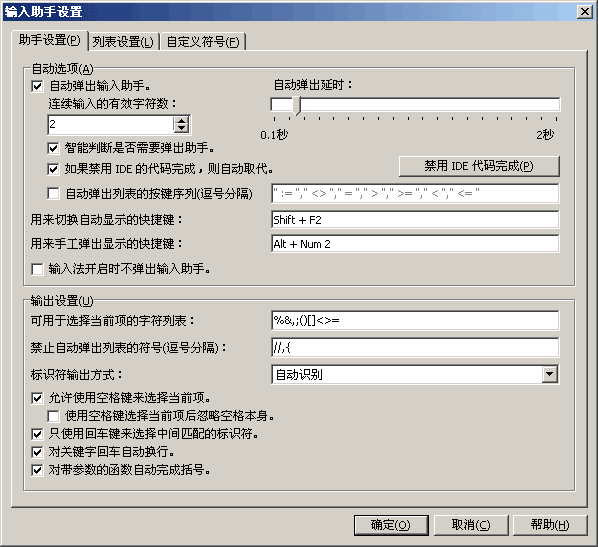 输入助手设置
助手设置(P) 列表设置(L) 自定义符号(F)
自动选项(A)
自动弹出输入助手。 自动弹出延时：
连续输入的有效字符数：
2
0.1秒 2秒
智能判断是否需要弹出助手。
如果禁用 IDE 的代码完成，则自动取代。 禁用 IDE 代码完成(P)
自动弹出列表的按键序列(逗号分隔) " := "," <> "," = "," > "," >= "," < "," <= "
用来切换自动显示的快捷键： Shift + F2
用来手工弹出显示的快捷键： Alt + Num 2
输入法开启时不弹出输入助手。
输出设置(U)
可用于选择当前项的字符列表： %&,;()[]<>=
禁止自动弹出列表的符号(逗号分隔)： //,{
标识符输出方式： 自动识别
允许使用空格键来选择当前项。
使用空格键选择当前项后忽略空格本身。
只使用回车键来选择中间匹配的标识符。
对关键字回车自动换行。
对带参数的函数自动完成括号。
确定(O) 取消(C) 帮助(H)